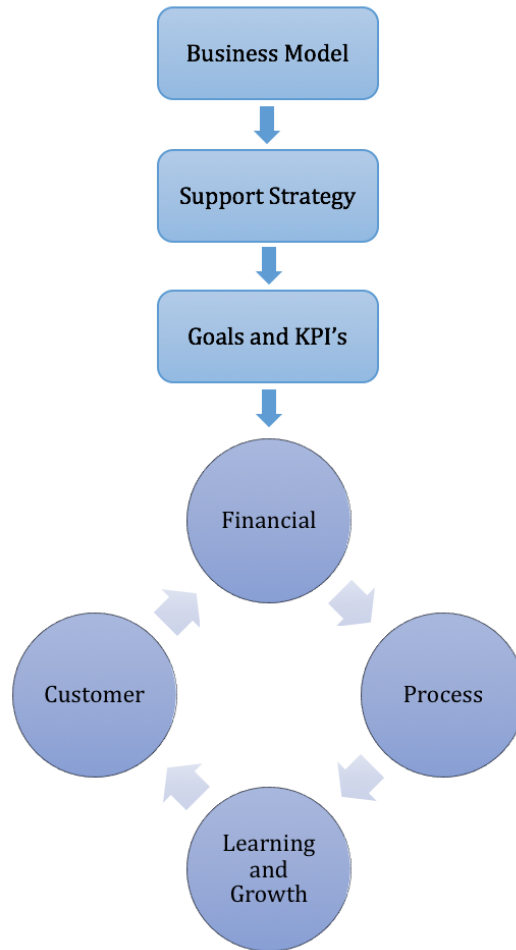 Business Model
Support Strategy
Goals and KPI’s
Financial
Customer
Process
Learning
and
Growth